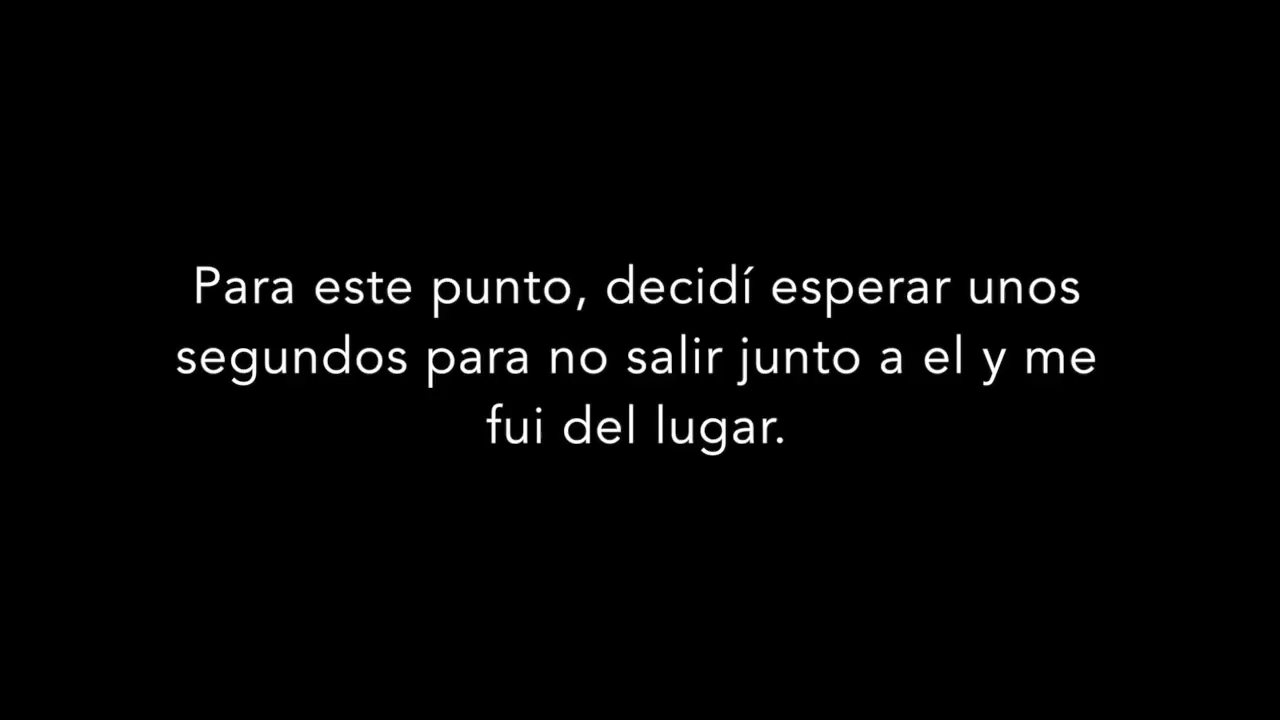 Para este punto, decidí esperar unos
segundos para no salir junto a el y me
fui del lugar.